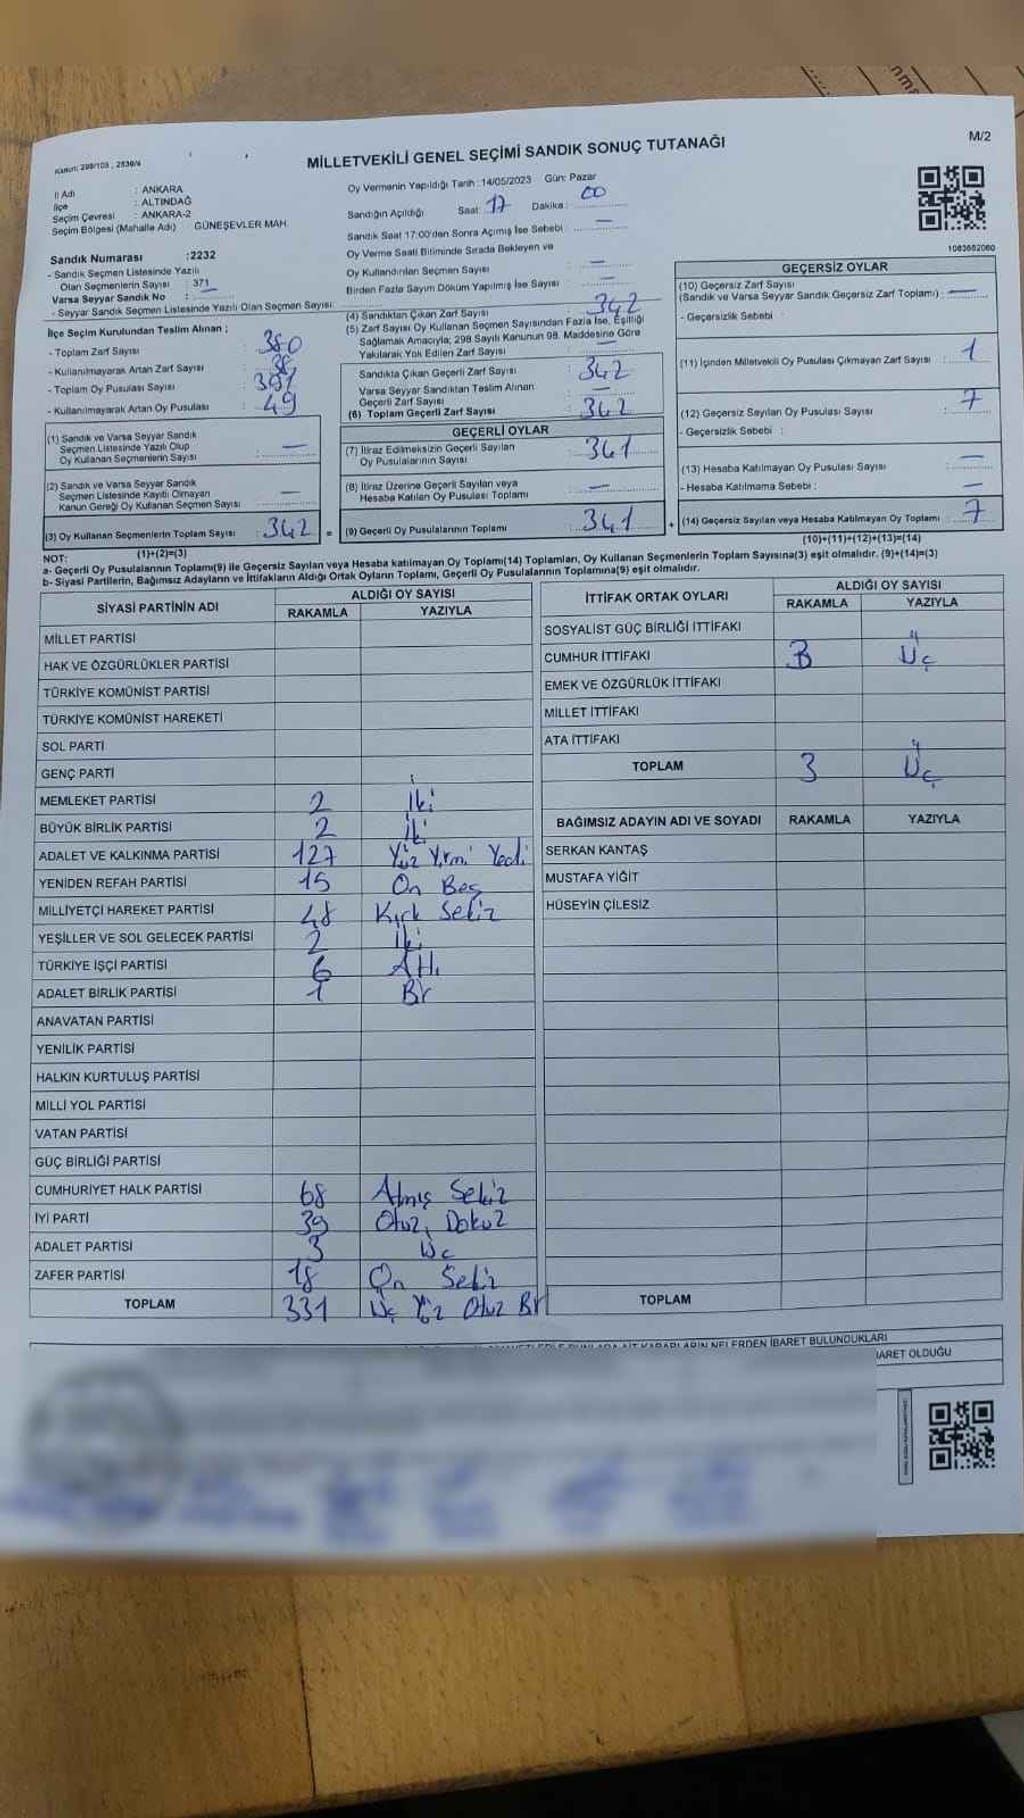 Kanun: 298/103 , 2839/4
MİLLETVEKİLİ GENEL SEÇİMİ SANDIK SONUÇ TUTANAĞI
M/2
İl Adı : ANKARA
İlçe : ALTINDAĞ
Seçim Çevresi : ANKARA-2
Seçim Bölgesi (Mahalle Adı) GÜNEŞEVLER MAH.
Oy Vermenin Yapıldığı Tarih : 14/05/2023 Gün: Pazar
Sandığın Açıldığı Saat: 17 Dakika : 00
Sandık Saat 17:00'den Sonra Açımış İse Sebebi —
Oy Verme Saati Bitiminde Sırada Bekleyen ve
Oy Kullandırılan Seçmen Sayısı —
Birden Fazla Sayım Döküm Yapılmış İse Sayısı —
1083682060
Sandık Numarası :2232
- Sandık Seçmen Listesinde Yazılı
Olan Seçmenlerin Sayısı : 371
Varsa Seyyar Sandık No : —
- Seyyar Sandık Seçmen Listesinde Yazılı Olan Seçmen Sayısı:
İlçe Seçim Kurulundan Teslim Alınan ;
- Toplam Zarf Sayısı : 380
- Kullanılmayarak Artan Zarf Sayısı : 38
- Toplam Oy Pusulası Sayısı : 391
- Kullanılmayarak Artan Oy Pusulası : 49
(1) Sandık ve Varsa Seyyar Sandık
Seçmen Listesinde Yazılı Olup
Oy Kullanan Seçmenlerin Sayısı : —
(2) Sandık ve Varsa Seyyar Sandık
Seçmen Listesinde Kayıtlı Olmayan
Kanun Gereği Oy Kullanan Seçmen Sayısı —
(3) Oy Kullanan Seçmenlerin Toplam Sayısı : 342 =
(1)+(2)=(3)
(4) Sandıktan Çıkan Zarf Sayısı : 342
(5) Zarf Sayısı Oy Kullanan Seçmen Sayısından Fazla İse, Eşitliği
Sağlamak Amacıyla; 298 Sayılı Kanunun 98. Maddesine Göre
Yakılarak Yok Edilen Zarf Sayısı —
Sandıkta Çıkan Geçerli Zarf Sayısı : 342
Varsa Seyyar Sandıktan Teslim Alınan
Geçerli Zarf Sayısı : —
(6) Toplam Geçerli Zarf Sayısı : 342
GEÇERLİ OYLAR
(7) İtiraz Edilmeksizin Geçerli Sayılan
Oy Pusulalarının Sayısı : 341
(8) İtiraz Üzerine Geçerli Sayılan veya
Hesaba Katılan Oy Pusulası Toplamı : —
(9) Geçerli Oy Pusulalarının Toplamı : 341 +
GEÇERSİZ OYLAR
(10) Geçersiz Zarf Sayısı
(Sandık ve Varsa Seyyar Sandık Geçersiz Zarf Toplamı) : —
- Geçersizlik Sebebi :
(11) İçinden Milletvekili Oy Pusulası Çıkmayan Zarf Sayısı : 1
(12) Geçersiz Sayılan Oy Pusulası Sayısı : 7
- Geçersizlik Sebebi :
(13) Hesaba Katılmayan Oy Pusulası Sayısı : —
- Hesaba Katılmama Sebebi : —
(14) Geçersiz Sayılan veya Hesaba Katılmayan Oy Toplamı : 7
(10)+(11)+(12)+(13)=(14)
NOT:
a- Geçerli Oy Pusulalarının Toplamı(9) ile Geçersiz Sayılan veya Hesaba katılmayan Oy Toplamı(14) Toplamları, Oy Kullanan Seçmenlerin Toplam Sayısına(3) eşit olmalıdır. (9)+(14)=(3)
b- Siyasi Partilerin, Bağımsız Adayların ve İttifakların Aldığı Ortak Oyların Toplamı, Geçerli Oy Pusulalarının Toplamına(9) eşit olmalıdır.
SİYASİ PARTİNİN ADI ALDIĞI OY SAYISI
RAKAMLA YAZIYLA
MİLLET PARTİSİ
HAK VE ÖZGÜRLÜKLER PARTİSİ
TÜRKİYE KOMÜNİST PARTİSİ
TÜRKİYE KOMÜNİST HAREKETİ
SOL PARTİ
GENÇ PARTİ
MEMLEKET PARTİSİ 2 İki
BÜYÜK BİRLİK PARTİSİ 2 İki
ADALET VE KALKINMA PARTİSİ 127 Yüz Yirmi Yedi
YENİDEN REFAH PARTİSİ 15 On Beş
MİLLİYETÇİ HAREKET PARTİSİ 48 Kırk Sekiz
YEŞİLLER VE SOL GELECEK PARTİSİ 2 İki
TÜRKİYE İŞÇİ PARTİSİ 6 Altı
ADALET BİRLİK PARTİSİ 1 Bir
ANAVATAN PARTİSİ
YENİLİK PARTİSİ
HALKIN KURTULUŞ PARTİSİ
MİLLİ YOL PARTİSİ
VATAN PARTİSİ
GÜÇ BİRLİĞİ PARTİSİ
CUMHURİYET HALK PARTİSİ 68 Atmış Sekiz
İYİ PARTİ 39 Otuz Dokuz
ADALET PARTİSİ 3 Üç
ZAFER PARTİSİ 18 On Sekiz
TOPLAM 331 Üç Yüz Otuz Bir
İTTİFAK ORTAK OYLARI ALDIĞI OY SAYISI
RAKAMLA YAZIYLA
SOSYALİST GÜÇ BİRLİĞİ İTTİFAKI
CUMHUR İTTİFAKI 3 Üç
EMEK VE ÖZGÜRLÜK İTTİFAKI
MİLLET İTTİFAKI
ATA İTTİFAKI
TOPLAM 3 Üç
BAĞIMSIZ ADAYIN ADI VE SOYADI RAKAMLA YAZIYLA
SERKAN KANTAŞ
MUSTAFA YİĞİT
HÜSEYİN ÇİLESİZ
TOPLAM
KARARLARIN NELERDEN İBARET BULUNDUKLARI
BARET OLDUĞU